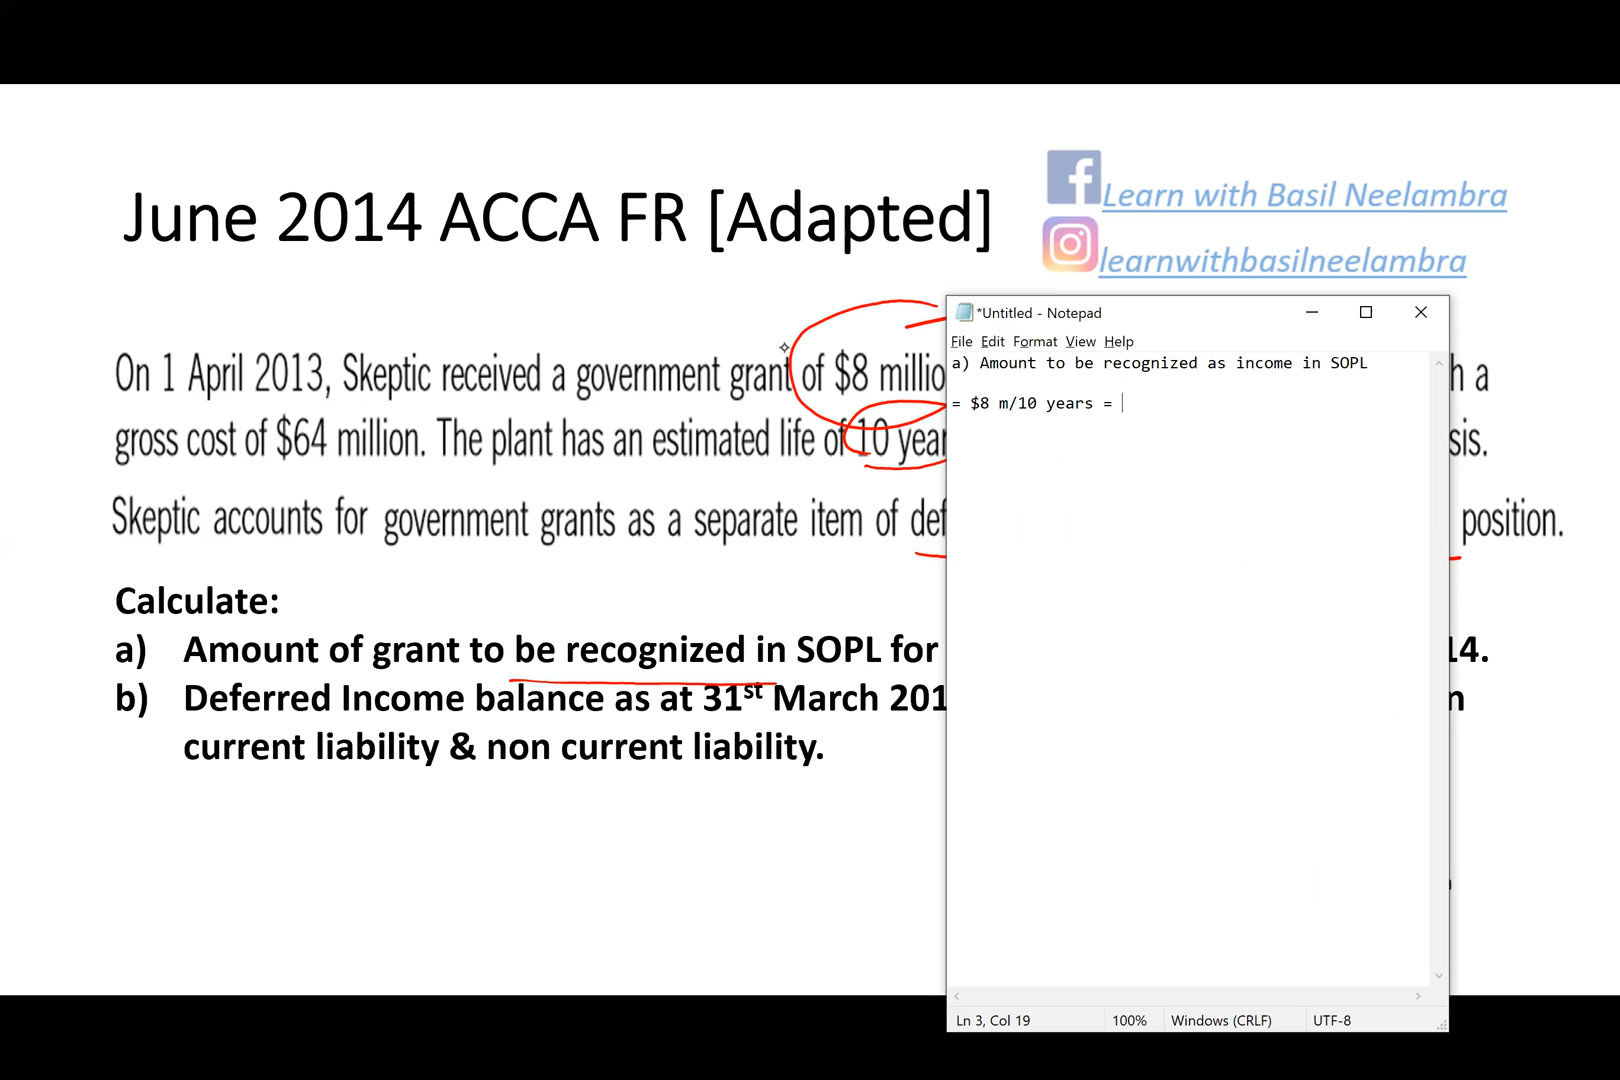 June 2014 ACCA FR [Adapted]
Learn with Basil Neelambra
learnwithbasilneelambra
On 1 April 2013, Skeptic received a government grant of $8 millio h a
gross cost of $64 million. The plant has an estimated life of 10 year sis.
Skeptic accounts for government grants as a separate item of def position.
Calculate:
a) Amount of grant to be recognized in SOPL for 14.
b) Deferred Income balance as at 31st March 201 n
current liability & non current liability.
*Untitled - Notepad
File Edit Format View Help
a) Amount to be recognized as income in SOPL
= $8 m/10 years =
Ln 3, Col 19 100% Windows (CRLF) UTF-8